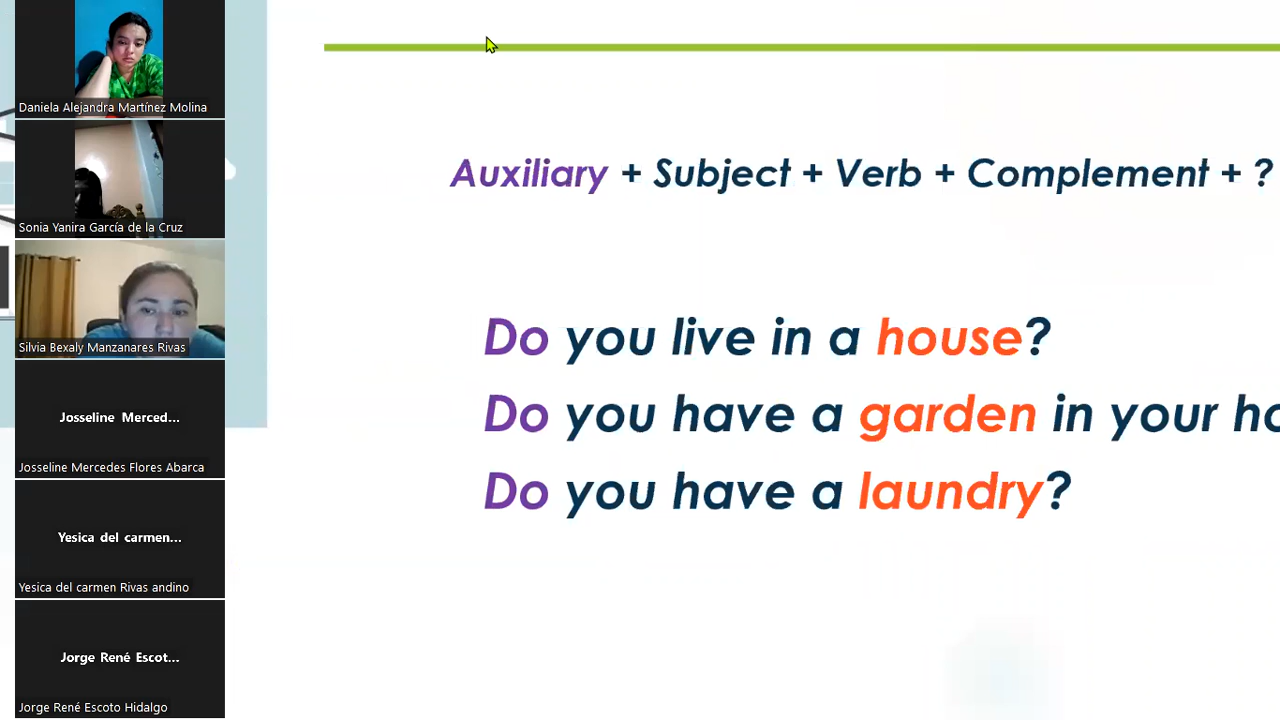 Daniela Alejandra Martínez Molina
Sonia Yanira García de la Cruz
Silvia Bexaly Manzanares Rivas
Josseline Merced...
Josseline Mercedes Flores Abarca
Yesica del carmen...
Yesica del carmen Rivas andino
Jorge René Escot...
Jorge René Escoto Hidalgo
Auxiliary + Subject + Verb + Complement + ?
Do you live in a house?
Do you have a garden in your
Do you have a laundry?